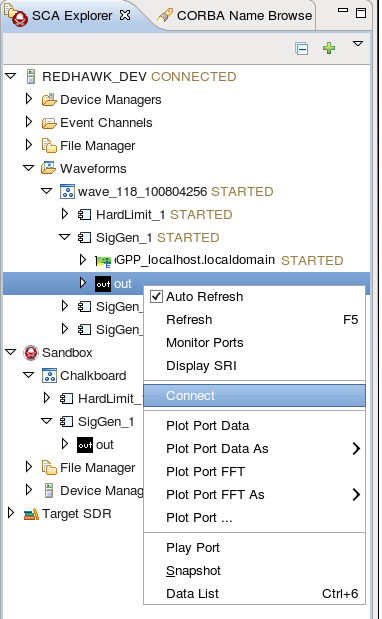 SCA Explorer CORBA Name Browse
REDHAWK_DEV CONNECTED
Device Managers
Event Channels
File Manager
Waveforms
wave_118_100804256 STARTED
HardLimit_1 STARTED
SigGen_1 STARTED
GPP_localhost.localdomain STARTED
out out
SigGen_ Auto Refresh
Refresh F5
SigGen_ Monitor Ports
Sandbox Display SRI
Chalkboard
HardLimit_ Connect
SigGen_1 Plot Port Data
out Plot Port Data As
File Manager Plot Port FFT
Device Manag Plot Port FFT As
Target SDR Plot Port ...
Play Port
Snapshot
Data List Ctrl+6